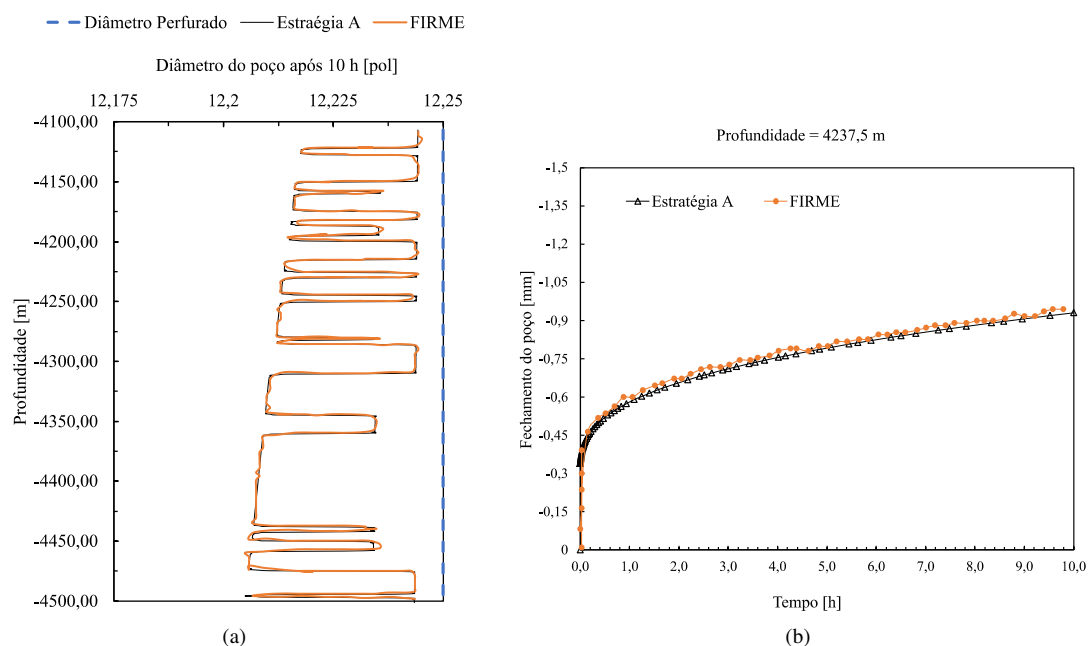 Diâmetro Perfurado Estraégia A FIRME
Diâmetro do poço após 10 h [pol]
12,175 12,2 12,225 12,25
-4100,00
-4150,00
-4200,00
-4250,00
-4300,00
-4350,00
-4400,00
-4450,00
-4500,00
Profundidade [m]
(a)
Profundidade = 4237,5 m
Estratégia A FIRME
-1,5
-1,35
-1,2
-1,05
-0,9
-0,75
-0,6
-0,45
-0,3
-0,15
0
Fechamento do poço [mm]
0,0 1,0 2,0 3,0 4,0 5,0 6,0 7,0 8,0 9,0 10,0
Tempo [h]
(b)